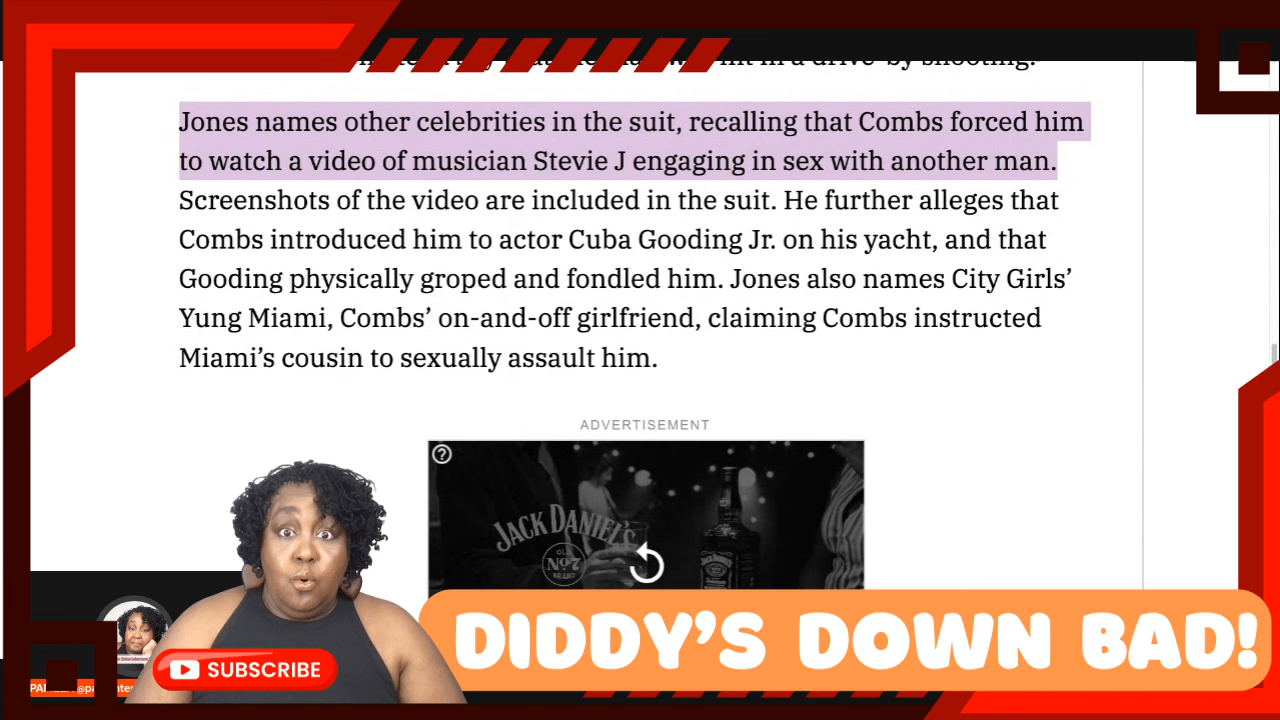 Jones names other celebrities in the suit, recalling that Combs forced him
to watch a video of musician Stevie J engaging in sex with another man.
Screenshots of the video are included in the suit. He further alleges that
Combs introduced him to actor Cuba Gooding Jr. on his yacht, and that
Gooding physically groped and fondled him. Jones also names City Girls’
Yung Miami, Combs’ on-and-off girlfriend, claiming Combs instructed
Miami’s cousin to sexually assault him.
ADVERTISEMENT
?
JACK DANIEL'S
OLD
No.7
BRAND
DIDDY’S DOWN BAD!
SUBSCRIBE